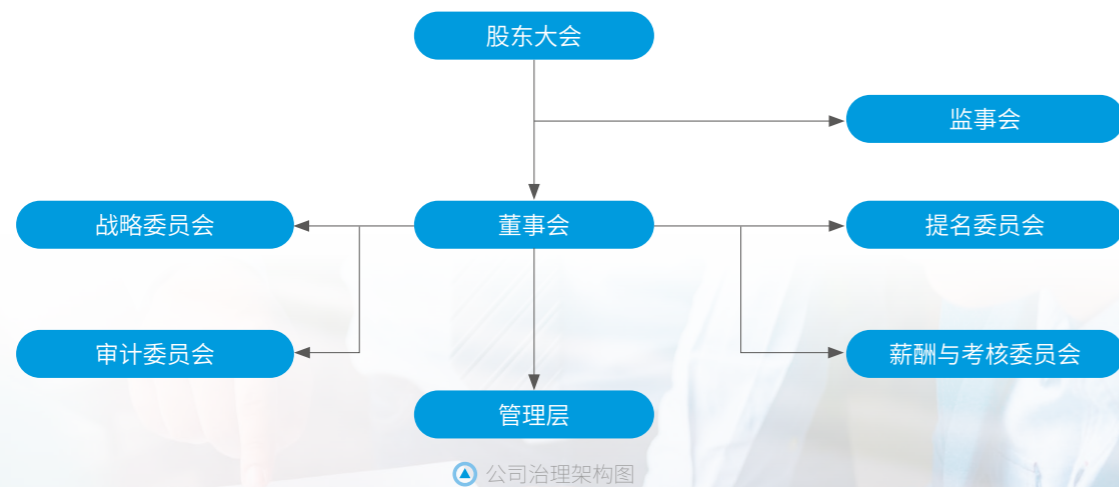 股东大会
监事会
战略委员会
董事会
提名委员会
审计委员会
薪酬与考核委员会
管理层
公司治理架构图